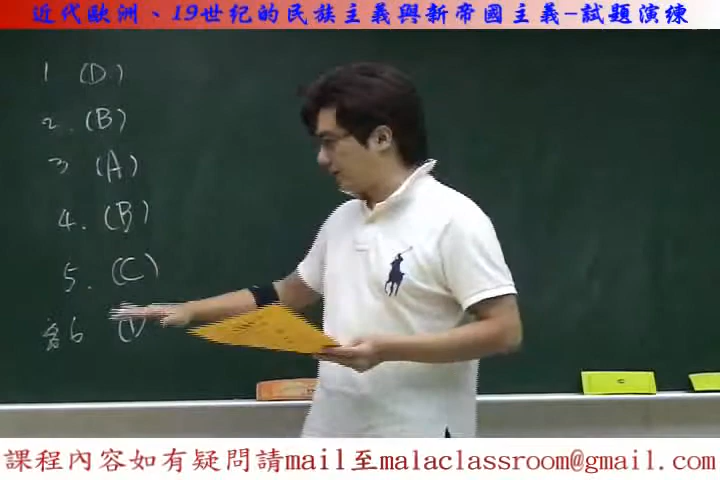 近代歐洲、19世纪的民族主義與新帝國主義-試題演練
1 (D)
2. (B)
3 (A)
4. (B)
5. (C)
6
課程內容如有疑問請mail至malaclassroom@gmail.com